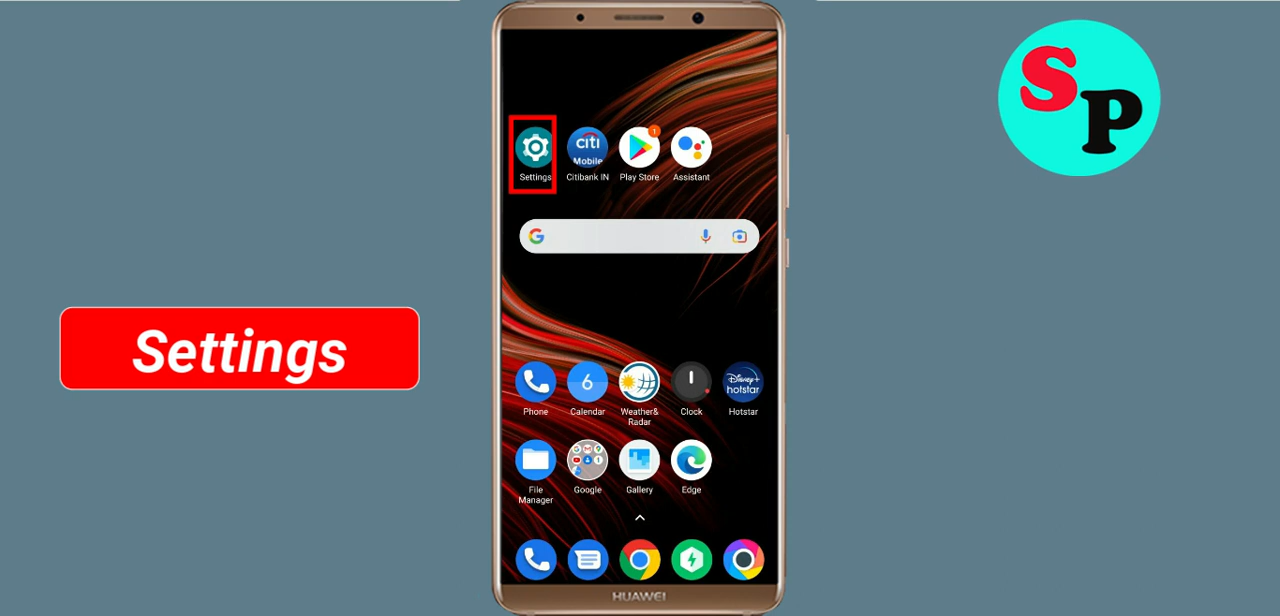 SP
1
citi
Mobile
Settings
Citibank IN
Play Store
Assistant
G
Settings
6
Disney+
hotstar
Phone
Calendar
Weather&
Radar
Clock
Hotstar
File
Manager
Google
Gallery
Edge
HUAWEI